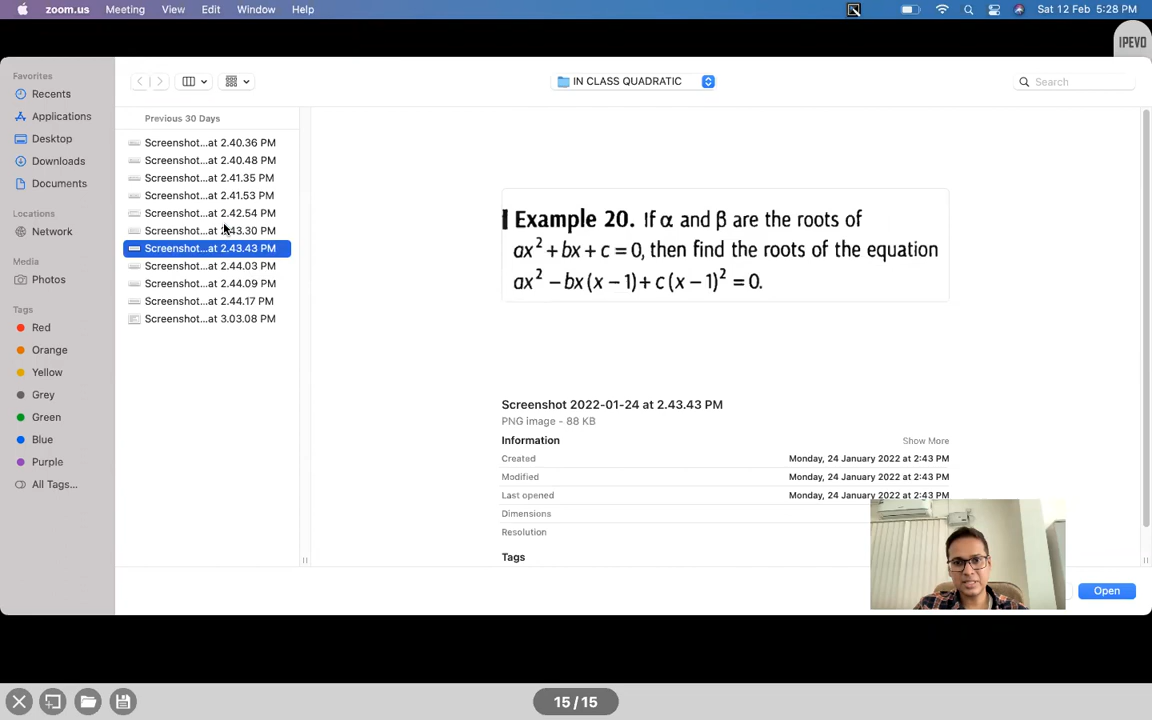 zoom.us Meeting View Edit Window Help Sat 12 Feb 5:28 PM
IPEVO
Favorites
Recents
Applications
Desktop
Downloads
Documents
Locations
Network
Media
Photos
Tags
Red
Orange
Yellow
Grey
Green
Blue
Purple
All Tags...
IN CLASS QUADRATIC
Search
Previous 30 Days
Screenshot...at 2.40.36 PM
Screenshot...at 2.40.48 PM
Screenshot...at 2.41.35 PM
Screenshot...at 2.41.53 PM
Screenshot...at 2.42.54 PM
Screenshot...at 2.43.30 PM
Screenshot...at 2.43.43 PM
Screenshot...at 2.44.03 PM
Screenshot...at 2.44.09 PM
Screenshot...at 2.44.17 PM
Screenshot...at 3.03.08 PM
Example 20. If α and β are the roots of
ax² + bx + c = 0, then find the roots of the equation
ax² – bx (x – 1) + c (x – 1)² = 0.
Screenshot 2022-01-24 at 2.43.43 PM
PNG image - 88 KB
Information Show More
Created Monday, 24 January 2022 at 2:43 PM
Modified Monday, 24 January 2022 at 2:43 PM
Last opened Monday, 24 January 2022 at 2:43 PM
Dimensions
Resolution
Tags
Open
15 / 15